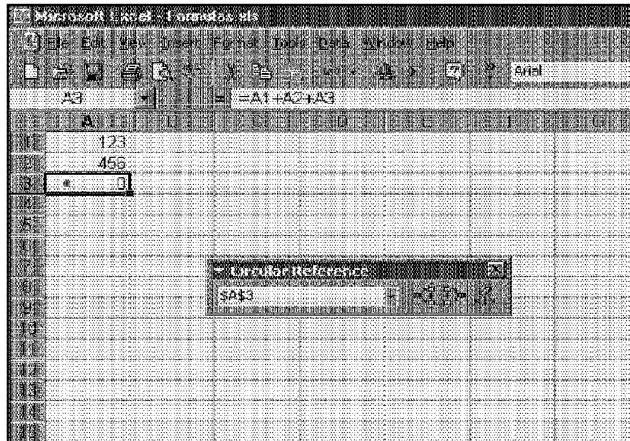 Microsoft Excel - Formulas.xls
File Edit View Insert Format Tools Data Window Help
Arial
A3 = =A1+A2+A3
A D E F G
1 123
2 456
3 0
4
5
6
7
Circular Reference
8
$A$3
9
10
11
12
13
14